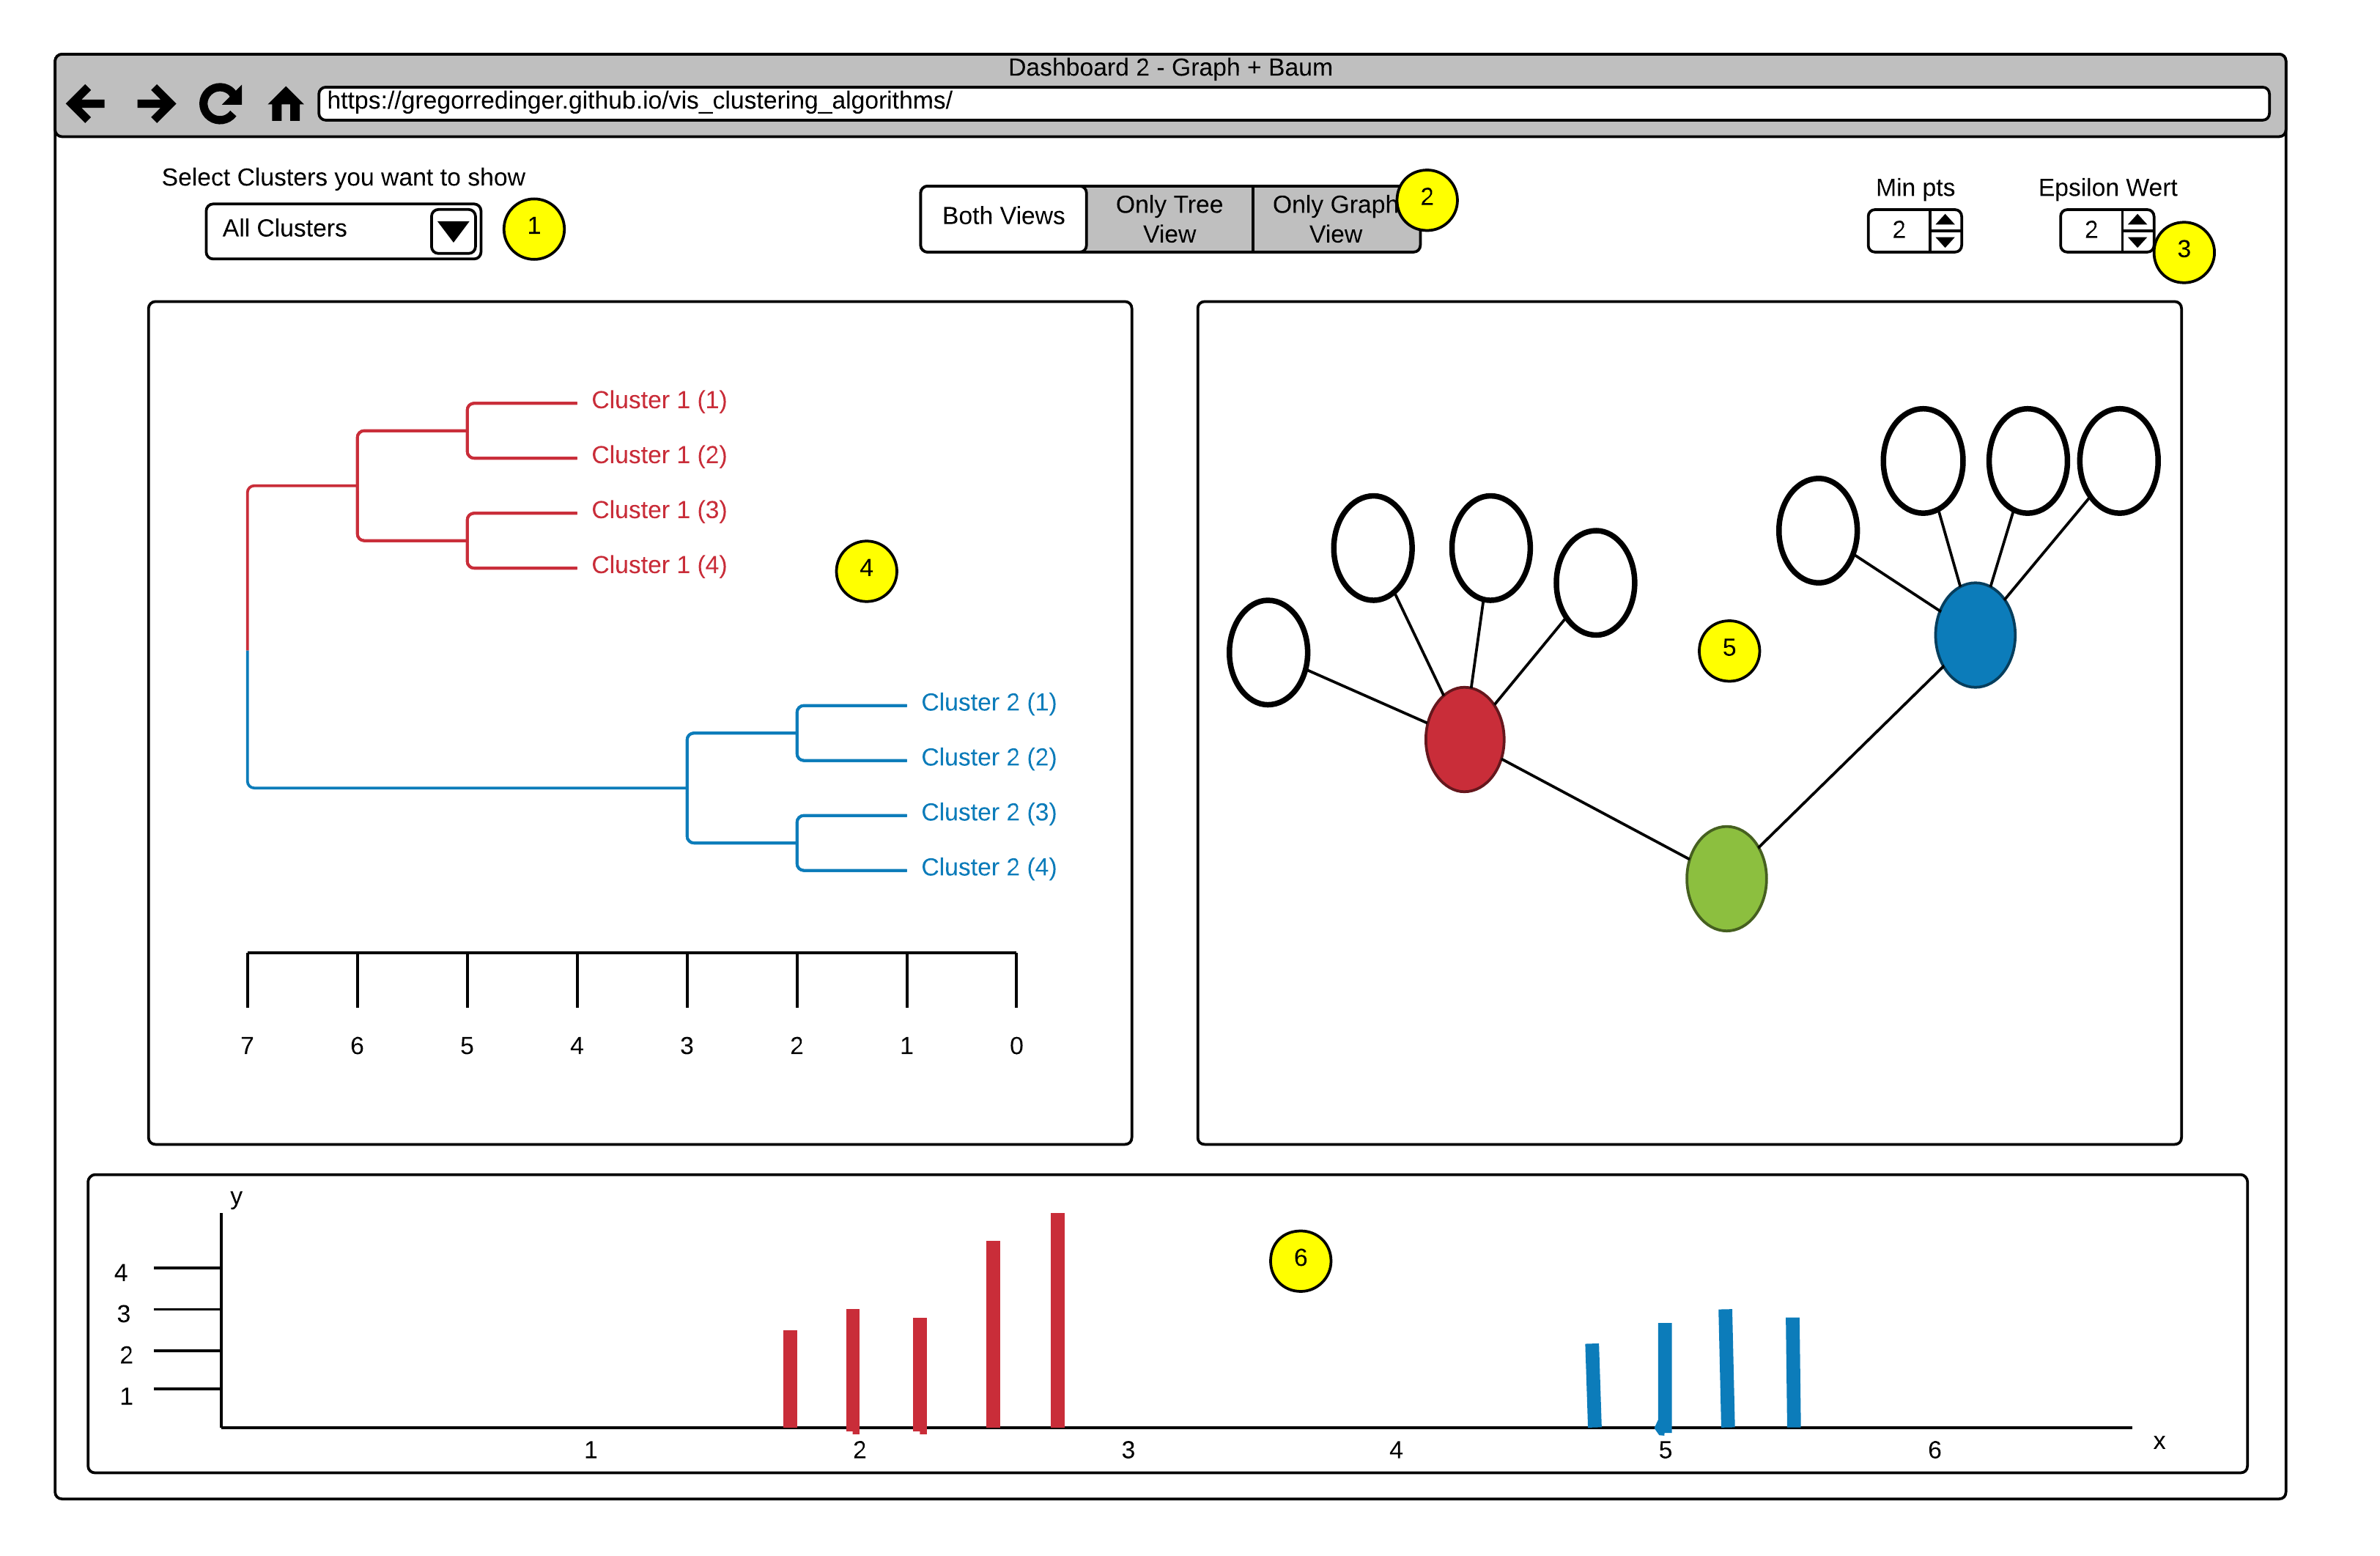 Dashboard 2 - Graph + Baum
https://gregorredinger.github.io/vis_clustering_algorithms/
Select Clusters you want to show
All Clusters
1
Both Views
Only Tree
View
Only Graph
View
2
Min pts
2
Epsilon Wert
2
3
Cluster 1 (1)
Cluster 1 (2)
Cluster 1 (3)
Cluster 1 (4)
4
Cluster 2 (1)
Cluster 2 (2)
Cluster 2 (3)
Cluster 2 (4)
7 6 5 4 3 2 1 0
5
y
4
3
2
1
6
1 2 3 4 5 6
x